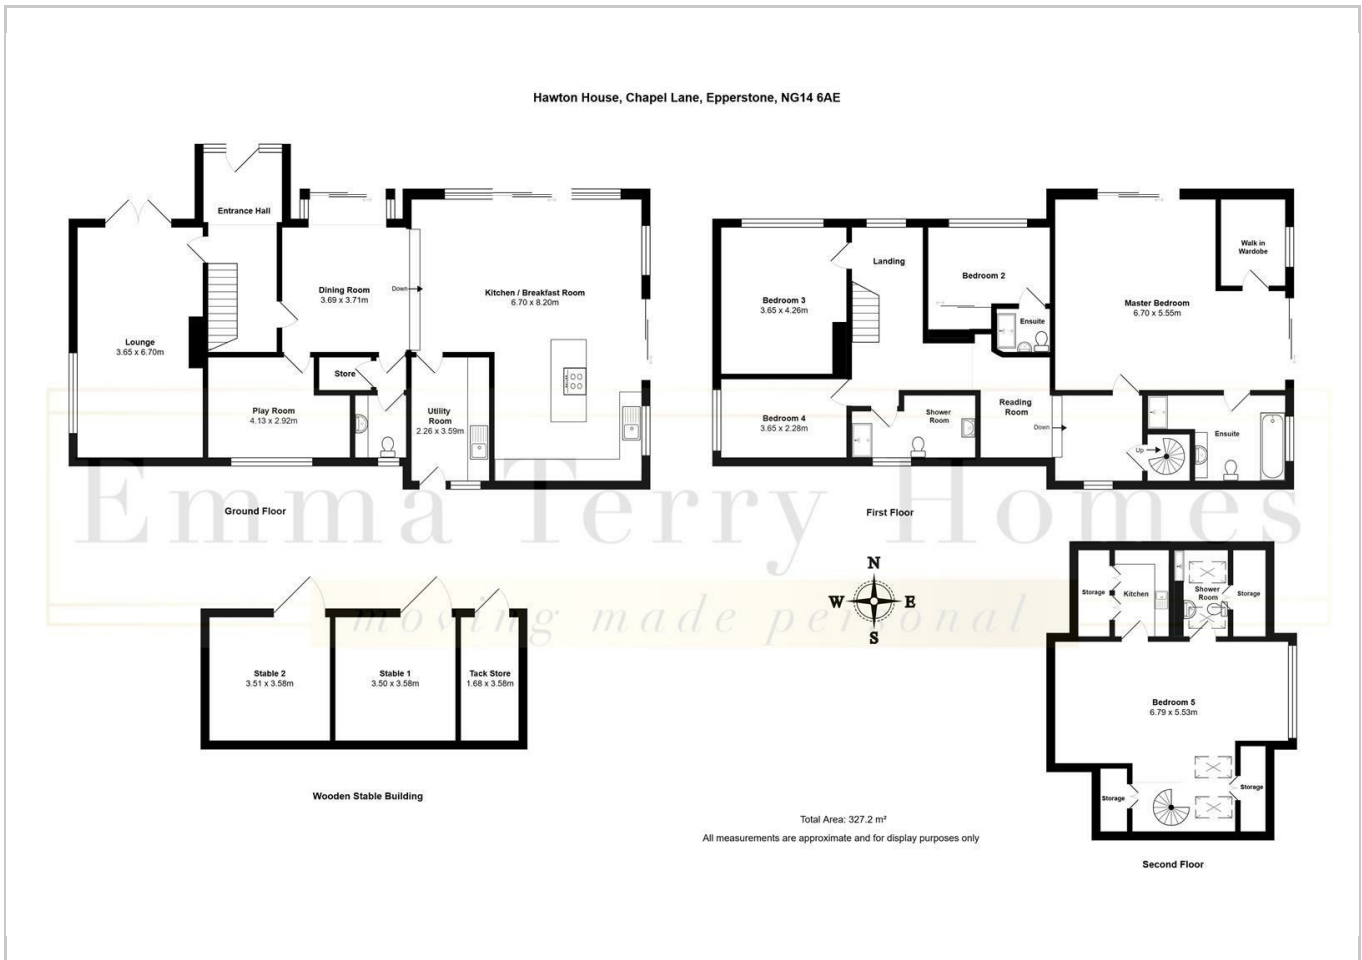 Hawton House, Chapel Lane, Epperstone, NG14 6AE
Entrance Hall
Dining Room
3.69 x 3.71m
Down
Kitchen / Breakfast Room
6.70 x 8.20m
Lounge
3.65 x 6.70m
Store
Play Room
4.13 x 2.92m
Utility
Room
2.26 x 3.59m
Ground Floor
Landing
Bedroom 2
Walk in
Wardobe
Bedroom 3
3.65 x 4.26m
Ensuite
Master Bedroom
6.70 x 5.55m
Bedroom 4
3.65 x 2.28m
Shower
Room
Reading
Room
Down
Up
Ensuite
First Floor
Emma Terry Homes
moving made personal
N
W
E
S
Stable 2
3.51 x 3.58m
Stable 1
3.50 x 3.58m
Tack Store
1.68 x 3.58m
Wooden Stable Building
Storage
Kitchen
Shower
Room
Storage
Bedroom 5
6.79 x 5.53m
Storage
Storage
Second Floor
Total Area: 327.2 m²
All measurements are approximate and for display purposes only